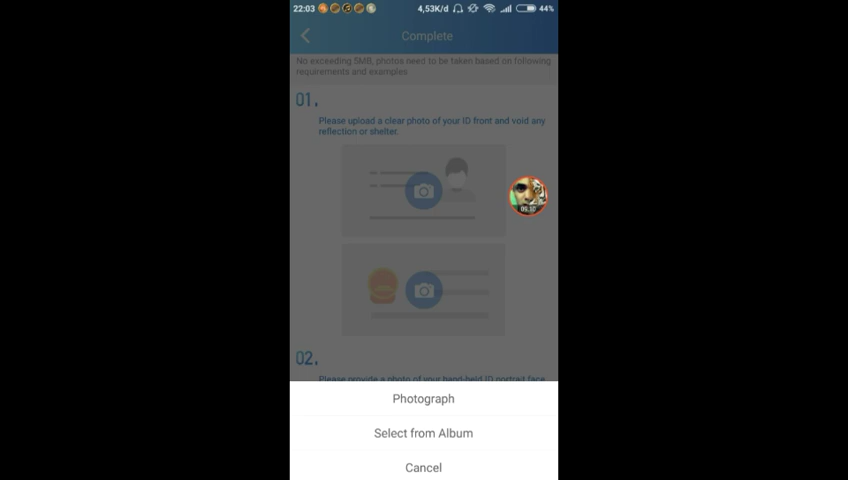 22:03 4,53K/d 44%
Complete
No exceeding 5MB, photos need to be taken based on following
requirements and examples
01.
Please upload a clear photo of your ID front and void any
reflection or shelter.
09:10
02.
Please provide a photo of your hand-held ID portrait face
Photograph
Select from Album
Cancel